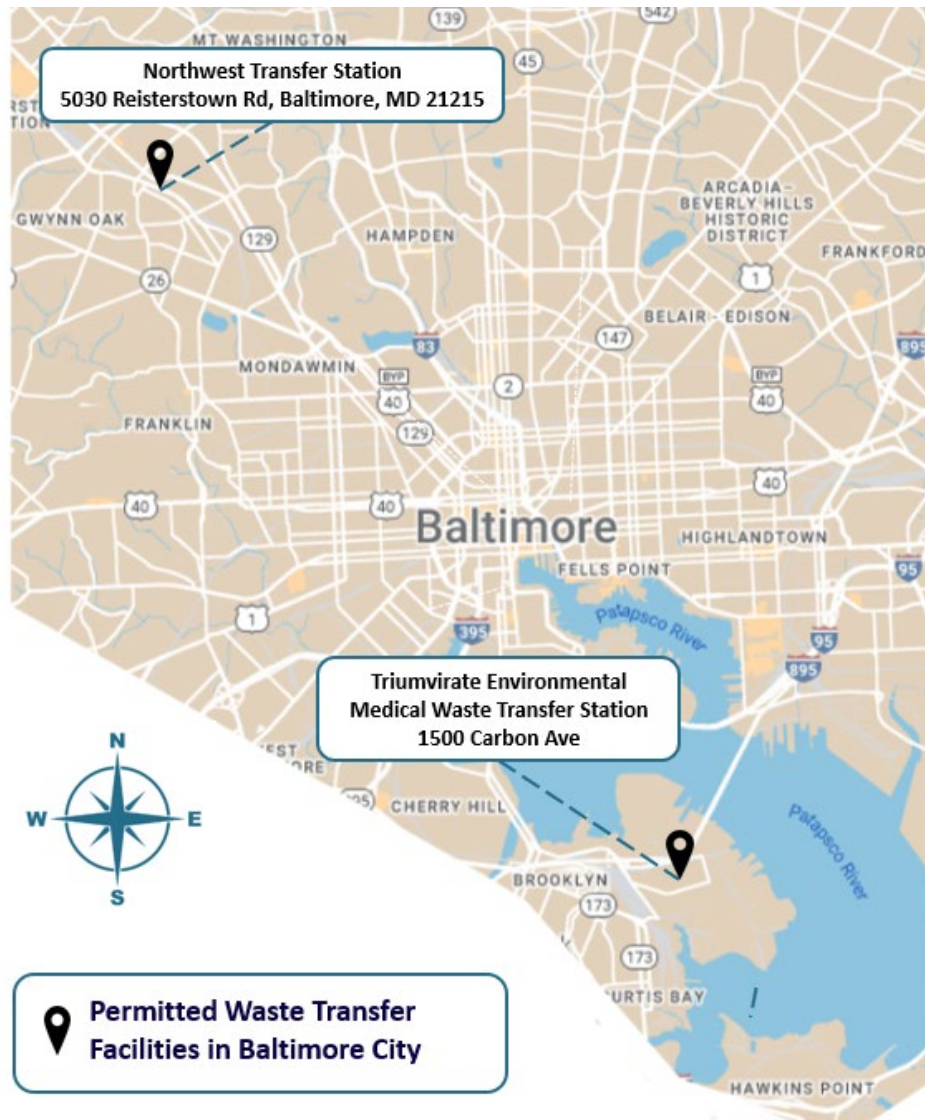 139
542
MT WASHINGTON
45
Northwest Transfer Station
5030 Reisterstown Rd, Baltimore, MD 21215
TION
ARCADIA-
BEVERLY HILLS
HISTORIC
DISTRICT
GWYNN OAK
129
HAMPDEN
FRANKFORD
26
1
BELAIR - EDISON
147
83
895
MONDAWMIN
BYP
40
2
BYP
40
FRANKLIN
129
40
40
40
Baltimore
HIGHLANDTOWN
FELLS POINT
95
Patapsco River
1
395
95
895
Triumvirate Environmental
Medical Waste Transfer Station
1500 Carbon Ave
N
W
E
S
CHERRY HILL
Patapsco River
BROOKLYN
173
173
URTIS BAY
Permitted Waste Transfer
Facilities in Baltimore City
HAWKINS POINT